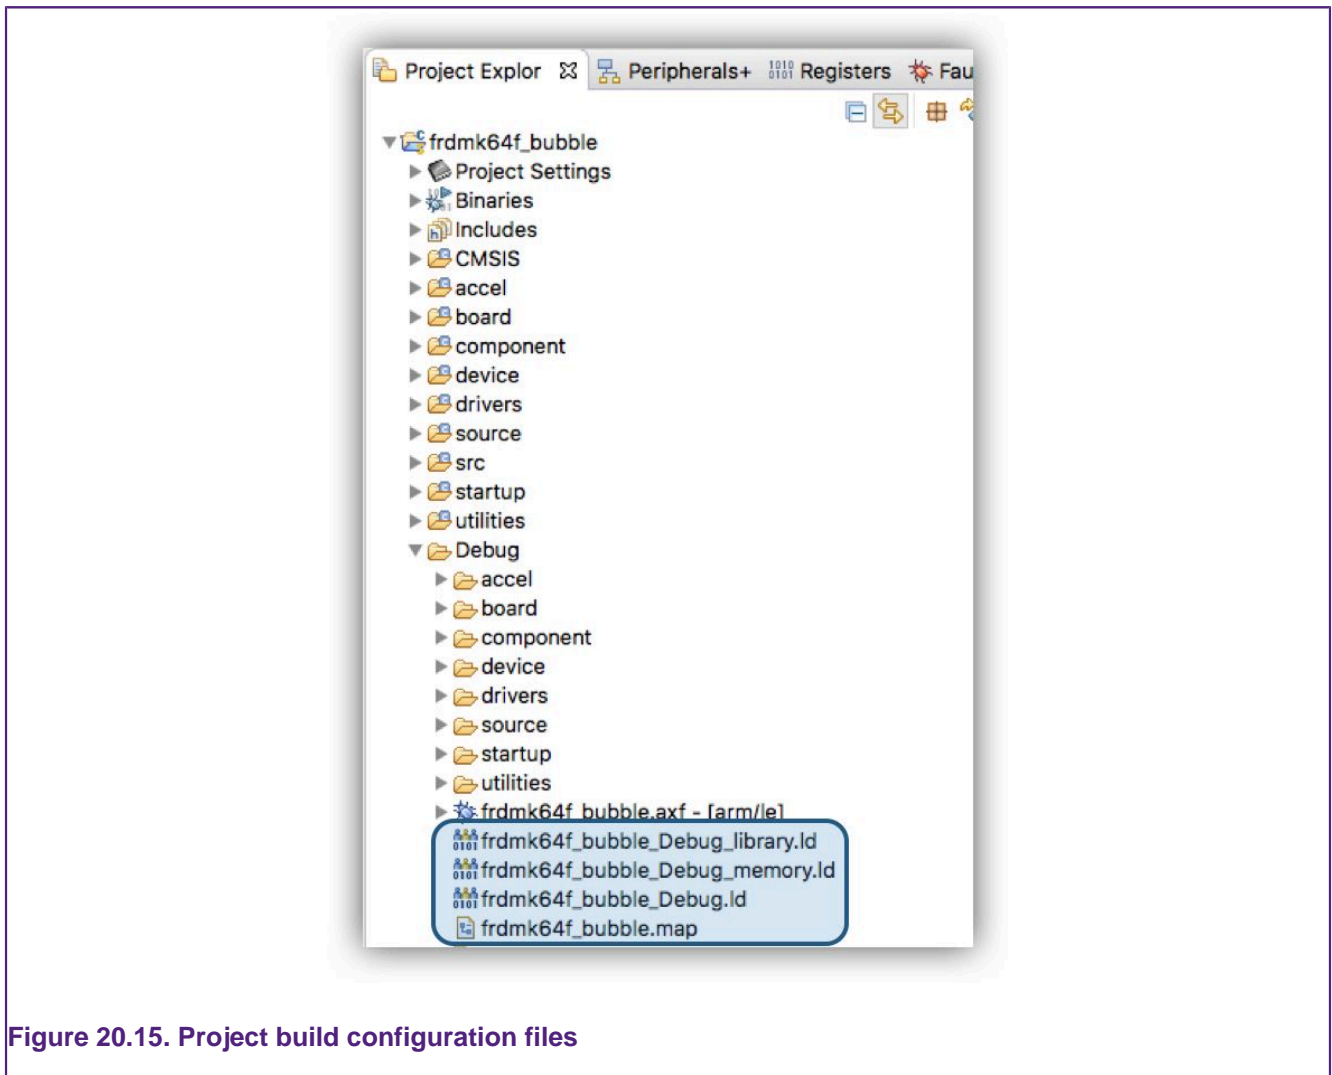 Project Explor Peripherals+ Registers Fau
frdmk64f_bubble
Project Settings
Binaries
Includes
CMSIS
accel
board
component
device
drivers
source
src
startup
utilities
Debug
accel
board
component
device
drivers
source
startup
utilities
frdmk64f_bubble.axf - [arm/le]
frdmk64f_bubble_Debug_library.ld
frdmk64f_bubble_Debug_memory.ld
frdmk64f_bubble_Debug.ld
frdmk64f_bubble.map
Figure 20.15. Project build configuration files